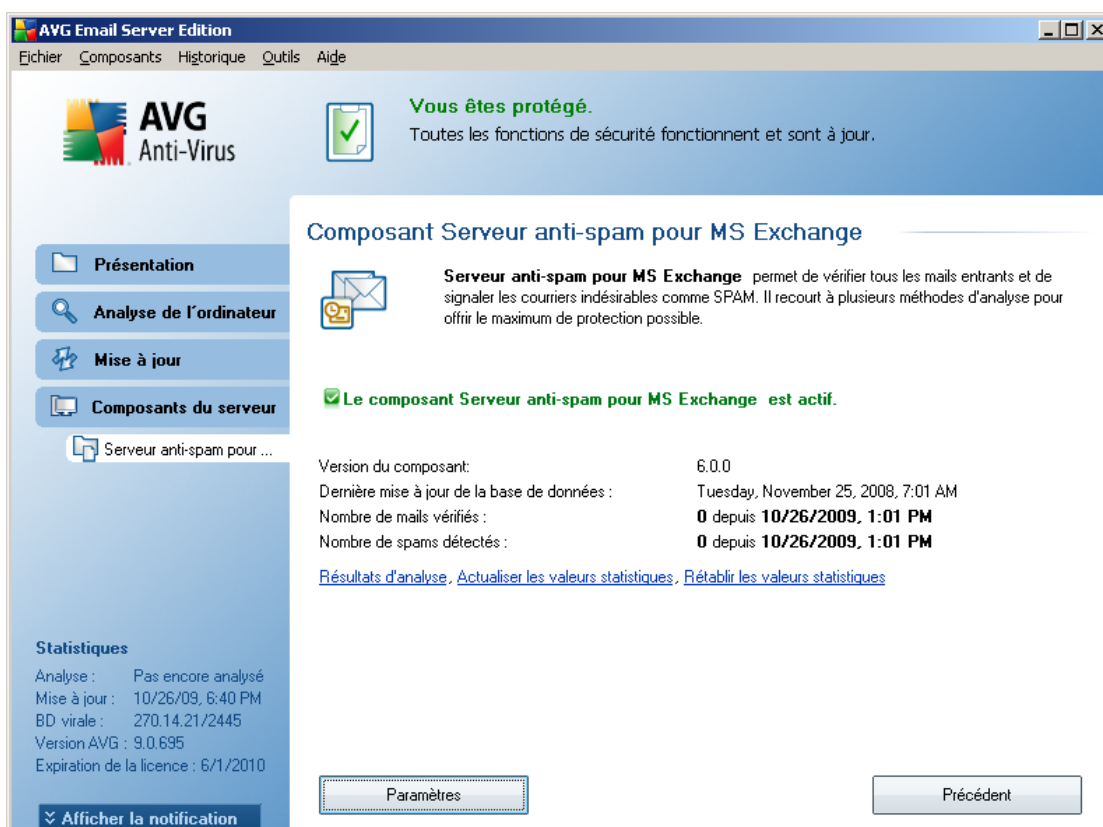 AVG Email Server Edition
Fichier Composants Historique Outils Aide
AVG
Anti-Virus
Vous êtes protégé.
Toutes les fonctions de sécurité fonctionnent et sont à jour.
Présentation
Analyse de l´ordinateur
Mise à jour
Composants du serveur
Serveur anti-spam pour ...
Composant Serveur anti-spam pour MS Exchange
Serveur anti-spam pour MS Exchange permet de vérifier tous les mails entrants et de
signaler les courriers indésirables comme SPAM. Il recourt à plusieurs méthodes d'analyse pour
offrir le maximum de protection possible.
Le composant Serveur anti-spam pour MS Exchange est actif.
Version du composant: 6.0.0
Dernière mise à jour de la base de données : Tuesday, November 25, 2008, 7:01 AM
Nombre de mails vérifiés : 0 depuis 10/26/2009, 1:01 PM
Nombre de spams détectés : 0 depuis 10/26/2009, 1:01 PM
Résultats d'analyse, Actualiser les valeurs statistiques, Rétablir les valeurs statistiques
Statistiques
Analyse : Pas encore analysé
Mise à jour : 10/26/09, 6:40 PM
BD virale : 270.14.21/2445
Version AVG : 9.0.695
Expiration de la licence : 6/1/2010
Afficher la notification
Paramètres
Précédent